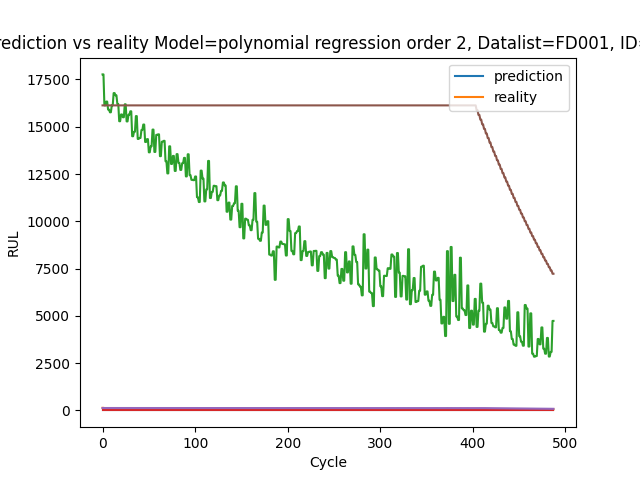 rediction vs reality Model=polynomial regression order 2, Datalist=FD001, ID=
prediction
reality
17500
15000
12500
10000
7500
5000
2500
0
RUL
0 100 200 300 400 500
Cycle